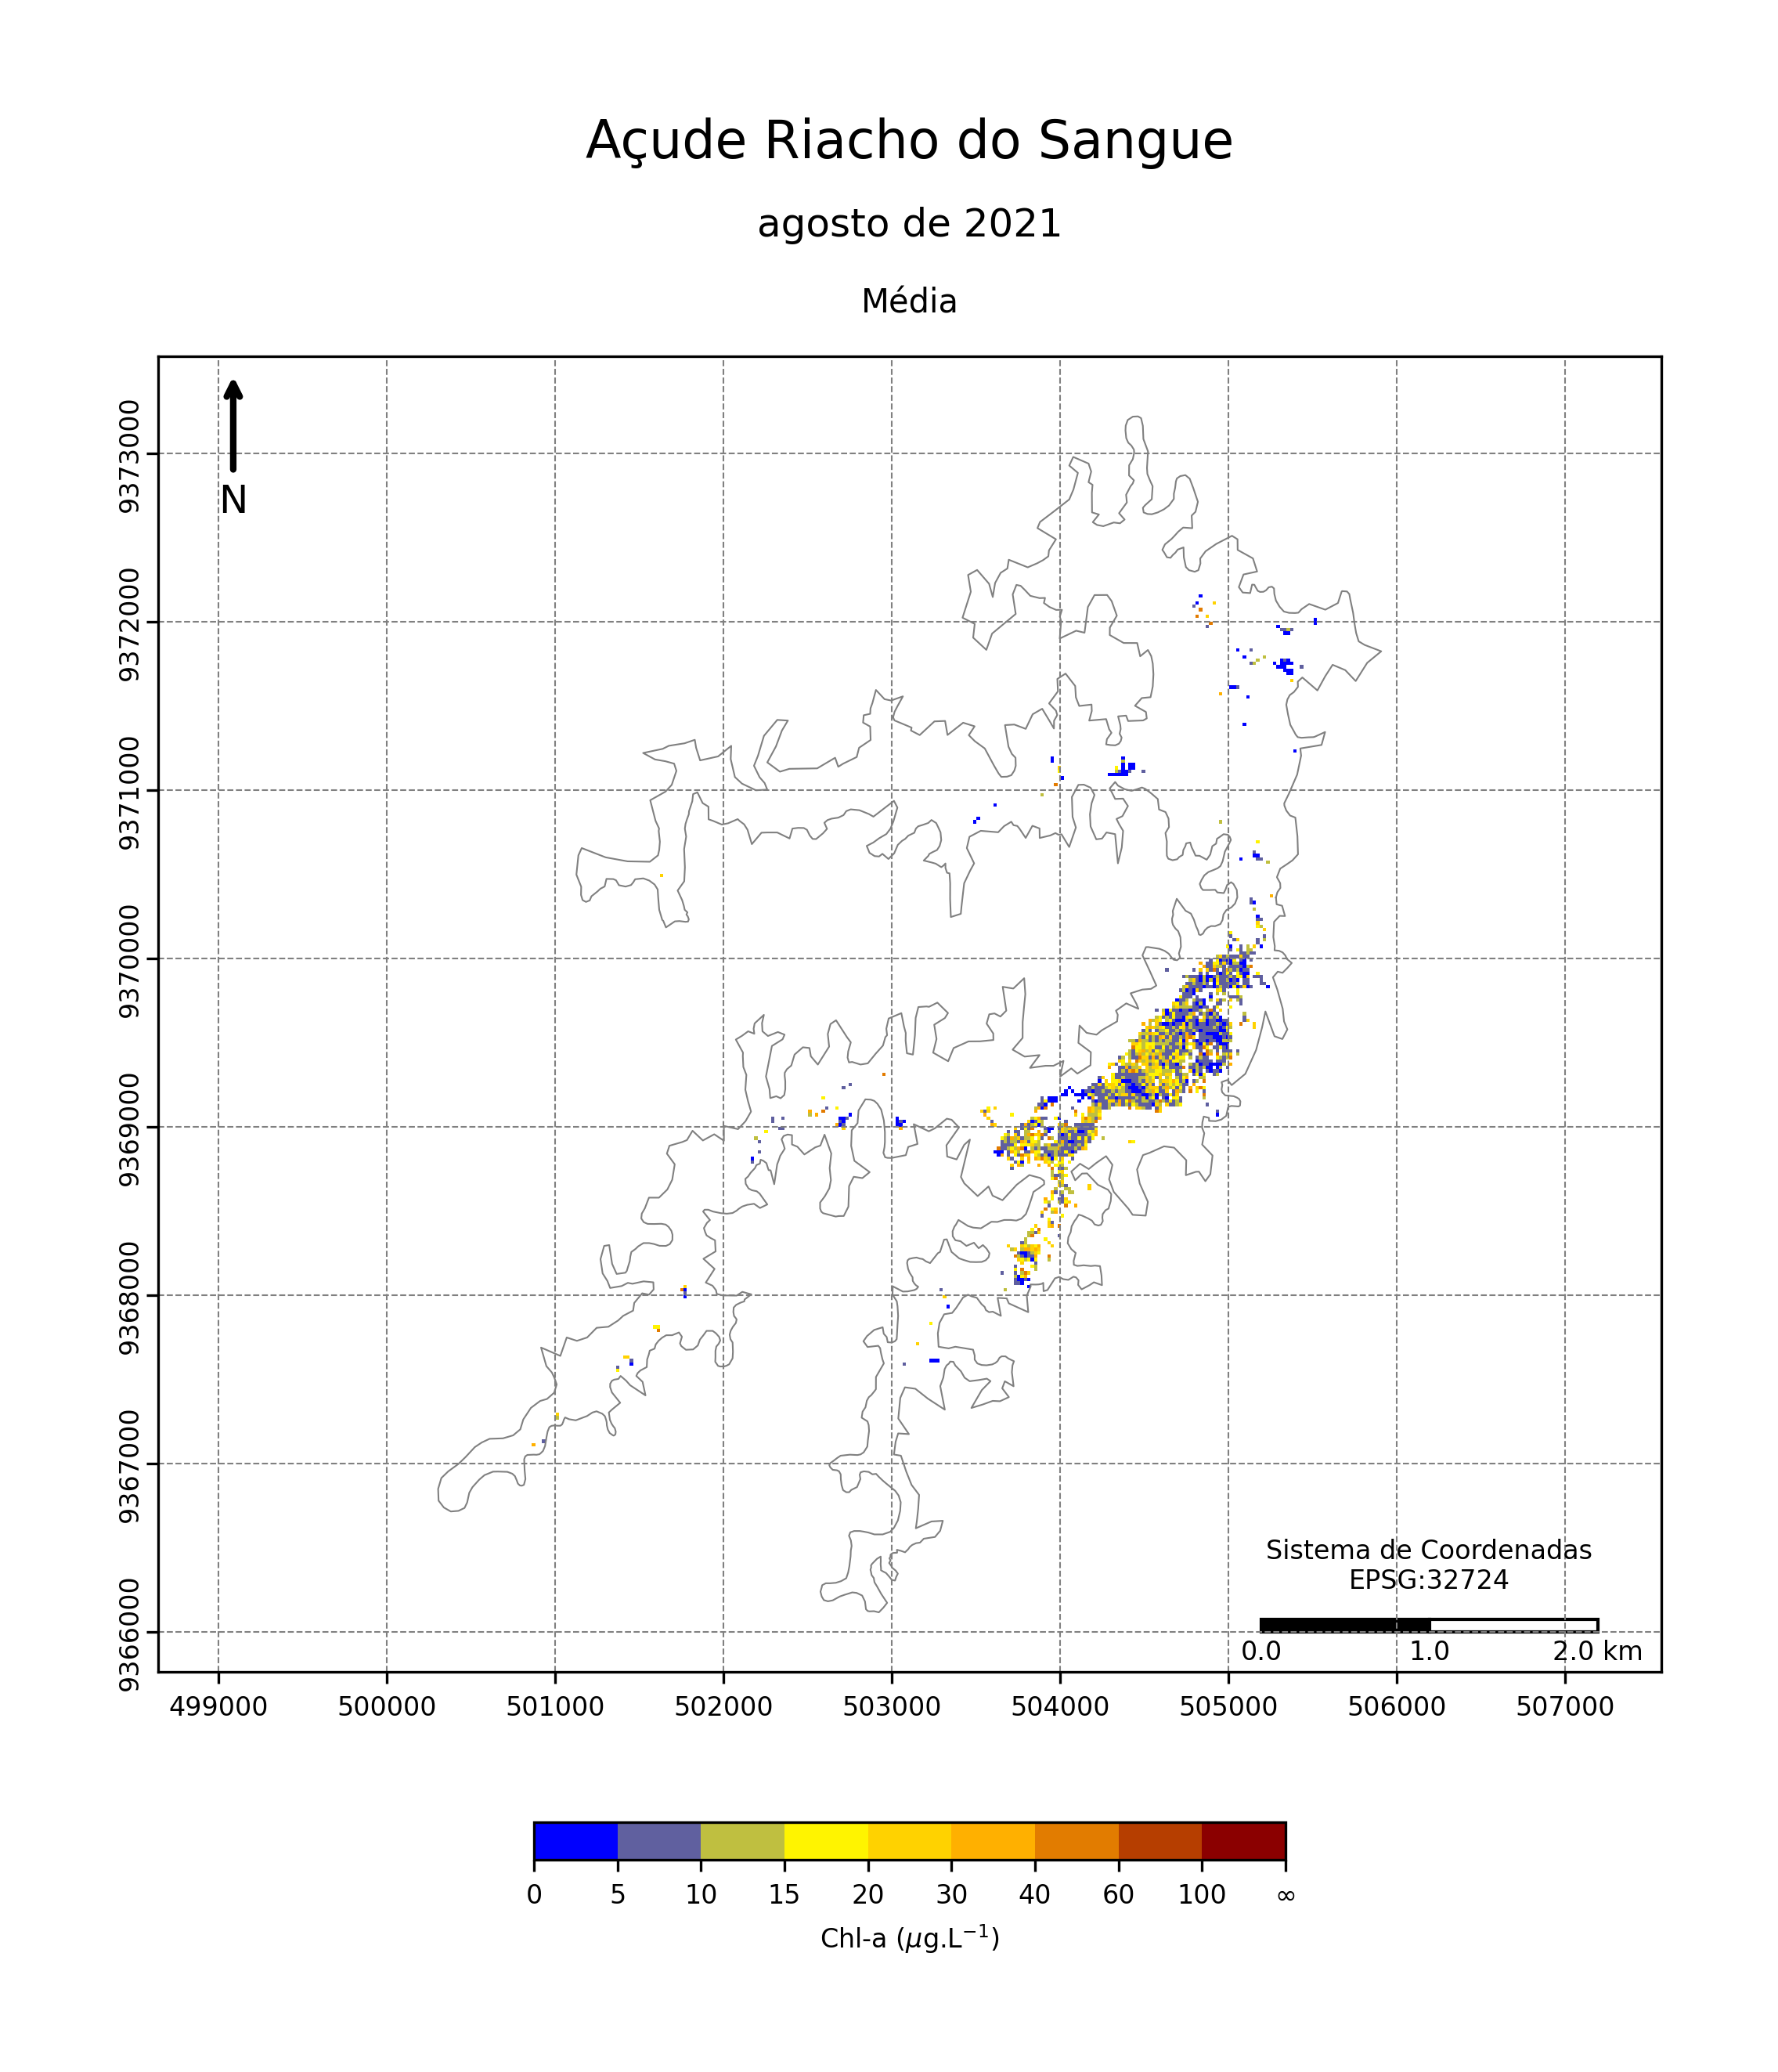 Açude Riacho do Sangue
agosto de 2021
Média
N
9373000
9372000
9371000
9370000
9369000
9368000
9367000
9366000
Sistema de Coordenadas
EPSG:32724
0.0 1.0 2.0 km
499000 500000 501000 502000 503000 504000 505000 506000 507000
0 5 10 15 20 30 40 60 100 ∞
Chl-a (μg.L⁻¹)